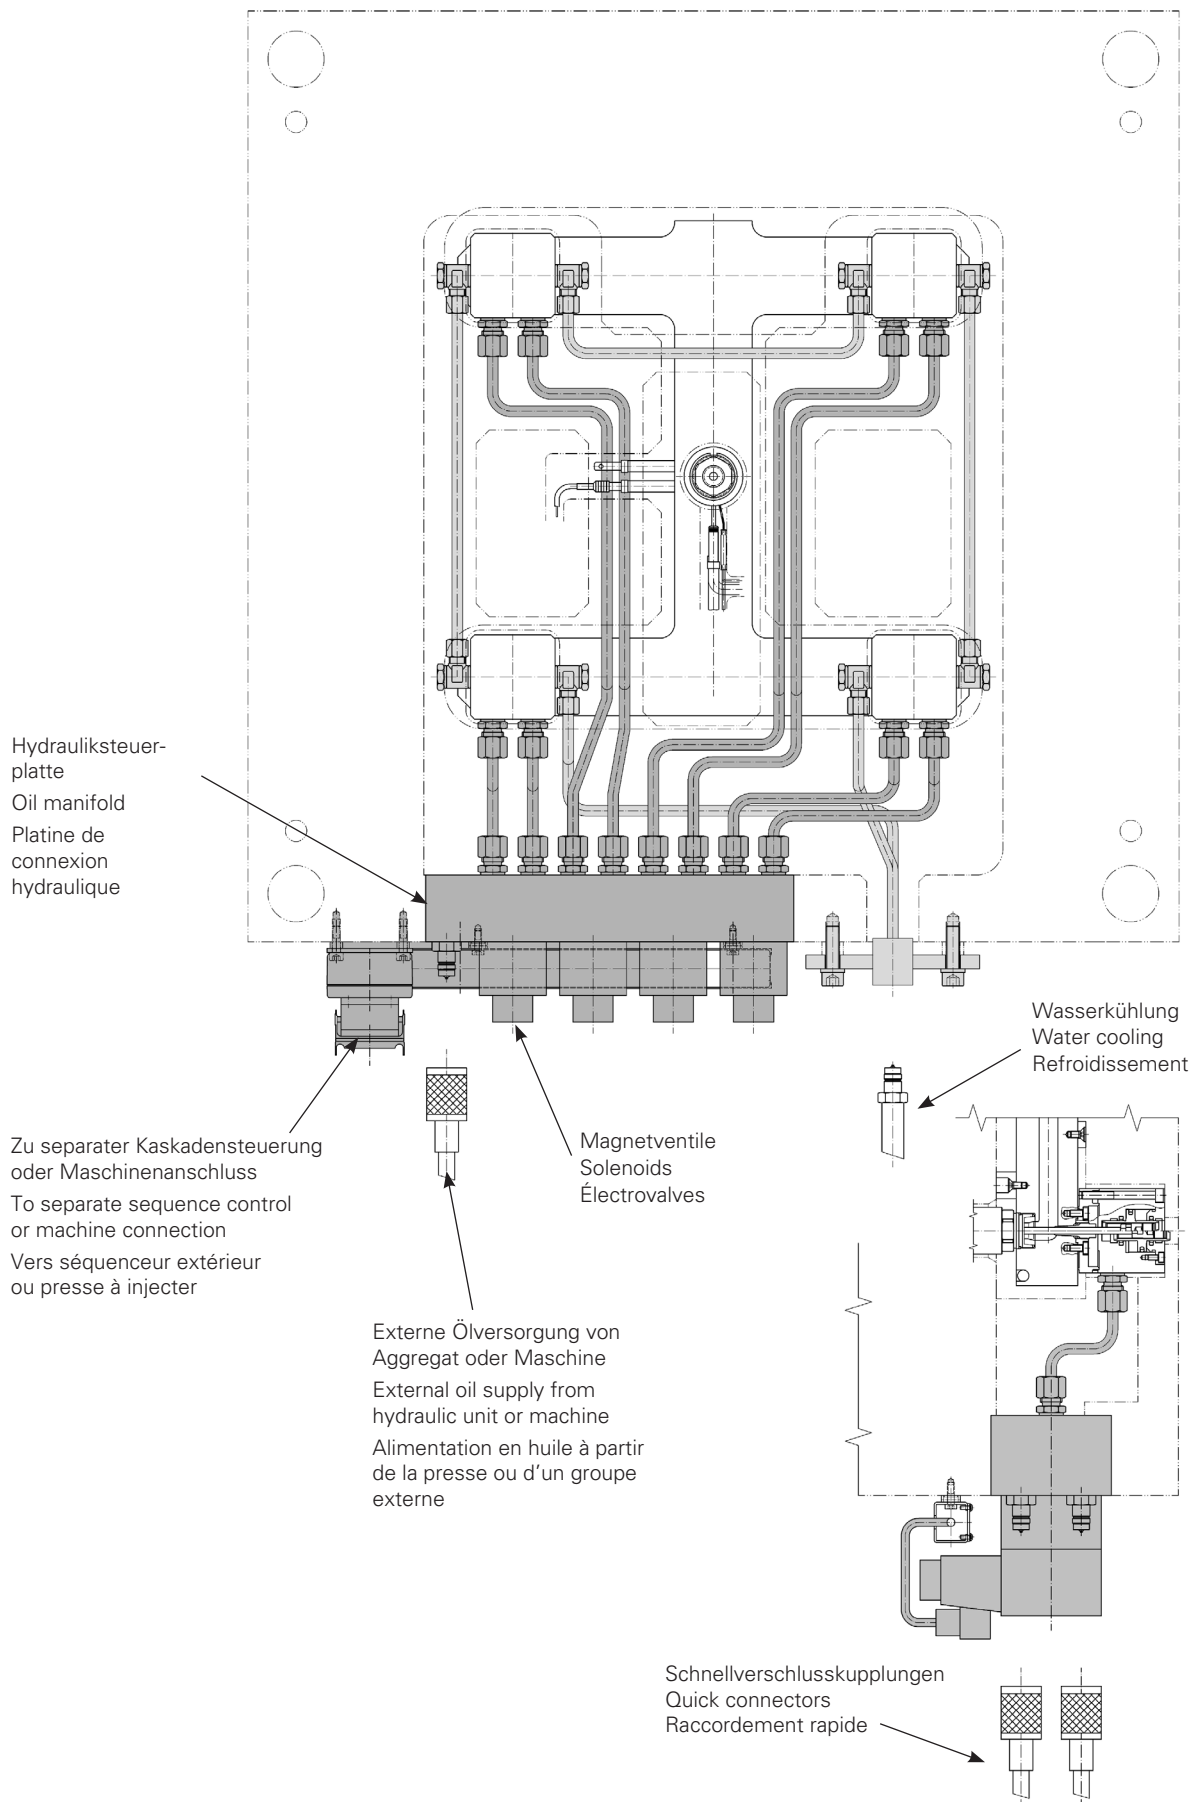 Hydrauliksteuer-
platte
Oil manifold
Platine de
connexion
hydraulique
Wasserkühlung
Water cooling
Refroidissement
Zu separater Kaskadensteuerung
oder Maschinenanschluss
To separate sequence control
or machine connection
Vers séquenceur extérieur
ou presse à injecter
Magnetventile
Solenoids
Électrovalves
Externe Ölversorgung von
Aggregat oder Maschine
External oil supply from
hydraulic unit or machine
Alimentation en huile à partir
de la presse ou d'un groupe
externe
Schnellverschlusskupplungen
Quick connectors
Raccordement rapide